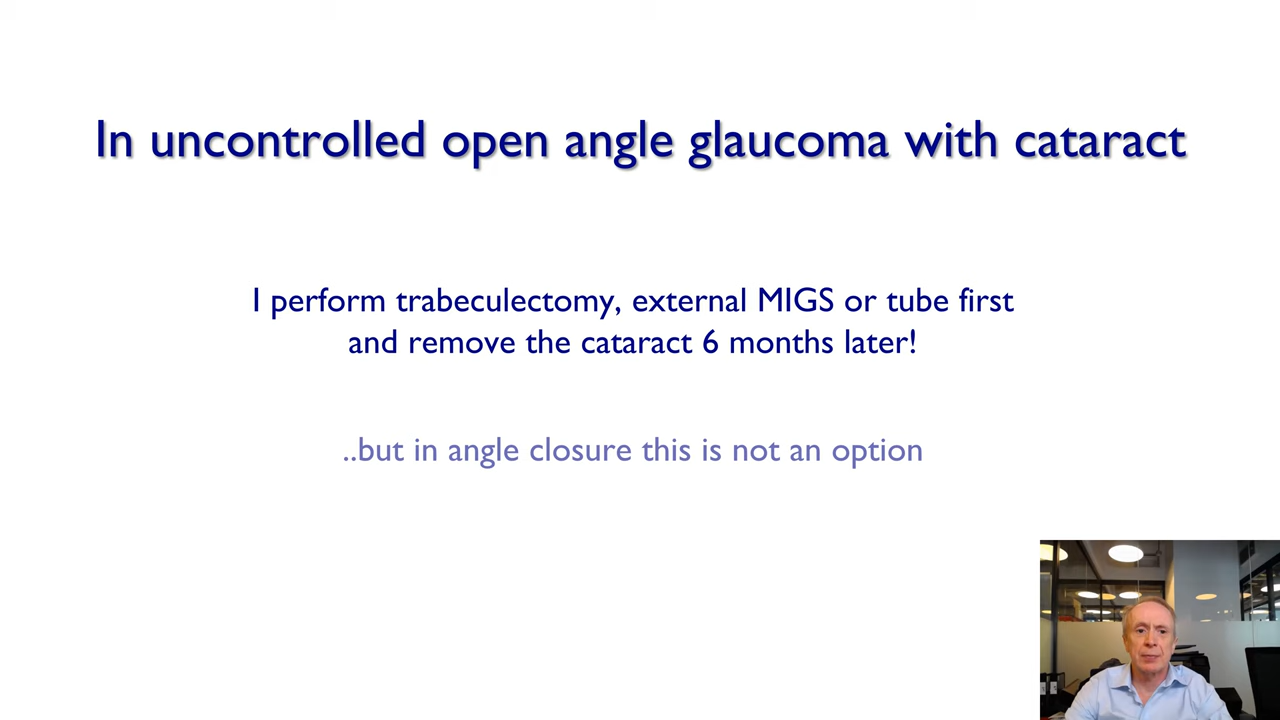 In uncontrolled open angle glaucoma with cataract
I perform trabeculectomy, external MIGS or tube first
and remove the cataract 6 months later!
..but in angle closure this is not an option